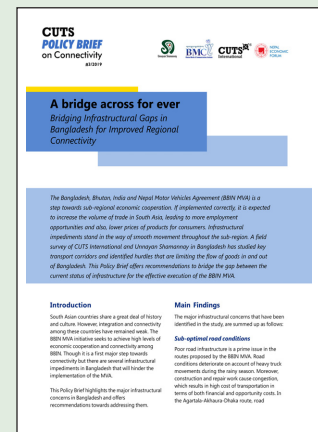 CUTS
POLICY BRIEF
on Connectivity
#3/2019
BMC
CUTS
International
NEPAL
ECONOMIC
FORUM
A bridge across for ever
Bridging Infrastructural Gaps in
Bangladesh for Improved Regional
Connectivity
The Bangladesh, Bhutan, India and Nepal Motor Vehicles Agreement (BBIN MVA) is a
step towards sub-regional economic cooperation. If implemented correctly, it is expected
to increase the volume of trade in South Asia, leading to more employment
opportunities and also, lower prices of products for consumers. Infrastructural
impediments stand in the way of smooth movement throughout the sub-region. A field
survey of CUTS International and Unnayan Shamannay in Bangladesh has studied key
transport corridors and identified hurdles that are limiting the flow of goods in and out
of Bangladesh. This Policy Brief offers recommendations to bridge the gap between the
current status of infrastructure for the effective execution of the BBIN MVA.
Introduction
South Asian countries share a great deal of history
and culture. However, integration and connectivity
among these countries have remained weak. The
BBIN MVA initiative seeks to achieve high levels of
economic cooperation and connectivity among
BBIN. Though it is a first major step towards
connectivity but there are several infrastructural
impediments in Bangladesh that will hinder the
implementation of the MVA.
This Policy Brief highlights the major infrastructural
concerns in Bangladesh and offers
recommendations towards addressing them.
Main Findings
The major infrastructural concerns that have been
identified in the study, are summed up as follows:
Sub-optimal road conditions
Poor road infrastructure is a prime issue in the
routes proposed by the BBIN MVA. Road
conditions deteriorate on account of heavy truck
movements during the rainy season. Moreover,
construction and repair work cause congestion,
which results in high cost of transportation in
terms of both financial and opportunity costs. In
the Agartala-Akhaura-Dhaka route, road